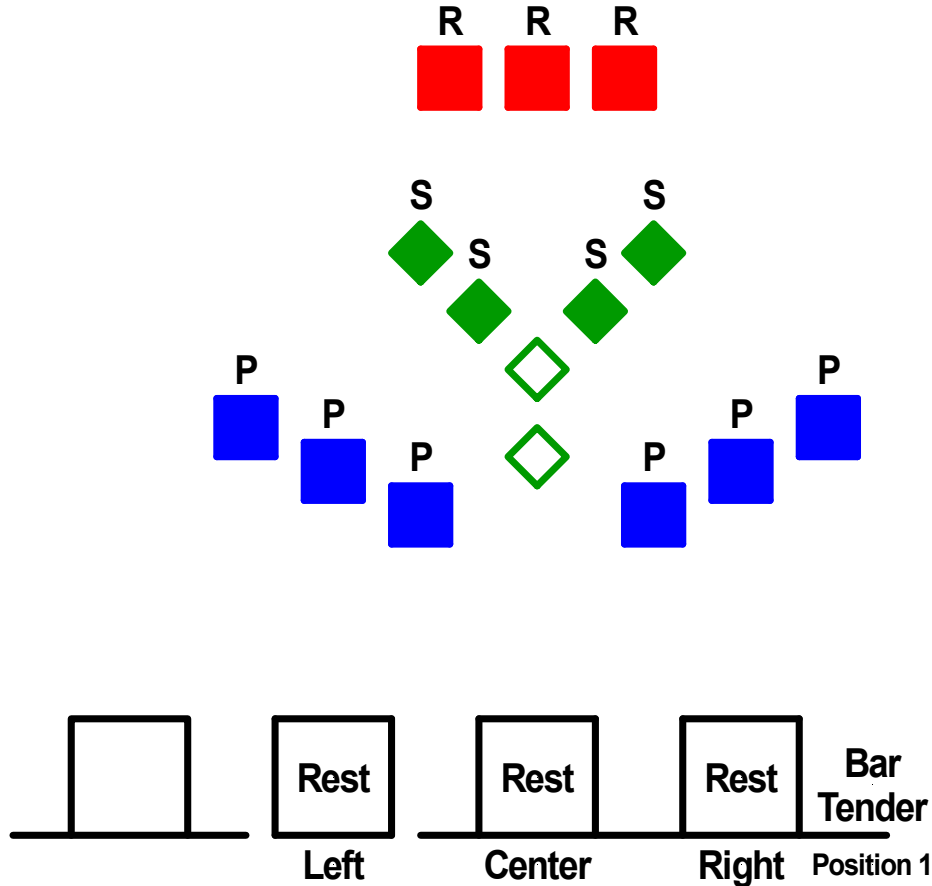 R R R
S S
S S
P P
P P
P P
Rest Rest Rest
Bar
Tender
Left Center Right Position 1